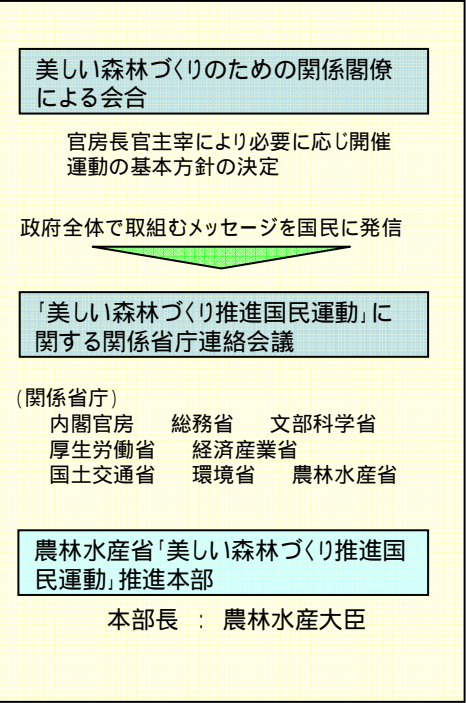 美しい森林づくりのための関係閣僚
による会合
官房長官主宰により必要に応じ開催
運動の基本方針の決定
政府全体で取組むメッセージを国民に発信
「美しい森林づくり推進国民運動」に
関する関係省庁連絡会議
(関係省庁)
内閣官房 総務省 文部科学省
厚生労働省 経済産業省
国土交通省 環境省 農林水産省
農林水産省「美しい森林づくり推進国
民運動」推進本部
本部長 : 農林水産大臣